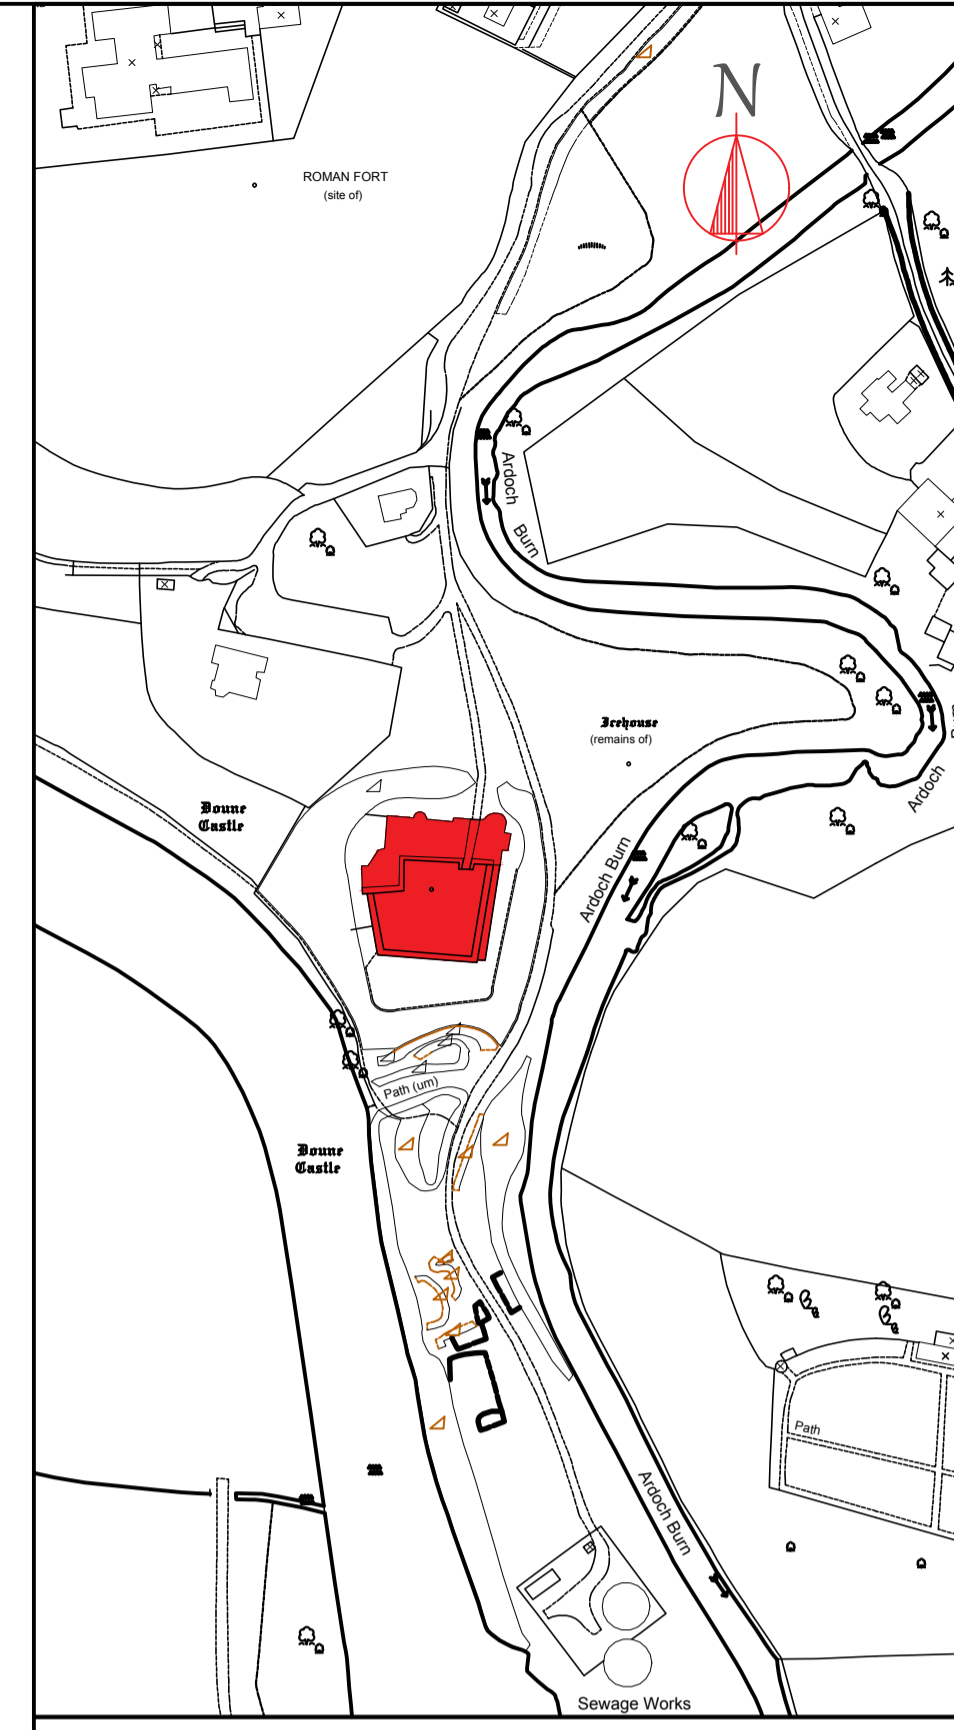 N
ROMAN FORT
(site of)
Ardoch
Burn
Icehouse
(remains of)
Doune
Castle
Ardoch
Ardoch Burn
Path (um)
Doune
Castle
Path
Ardoch Burn
Sewage Works